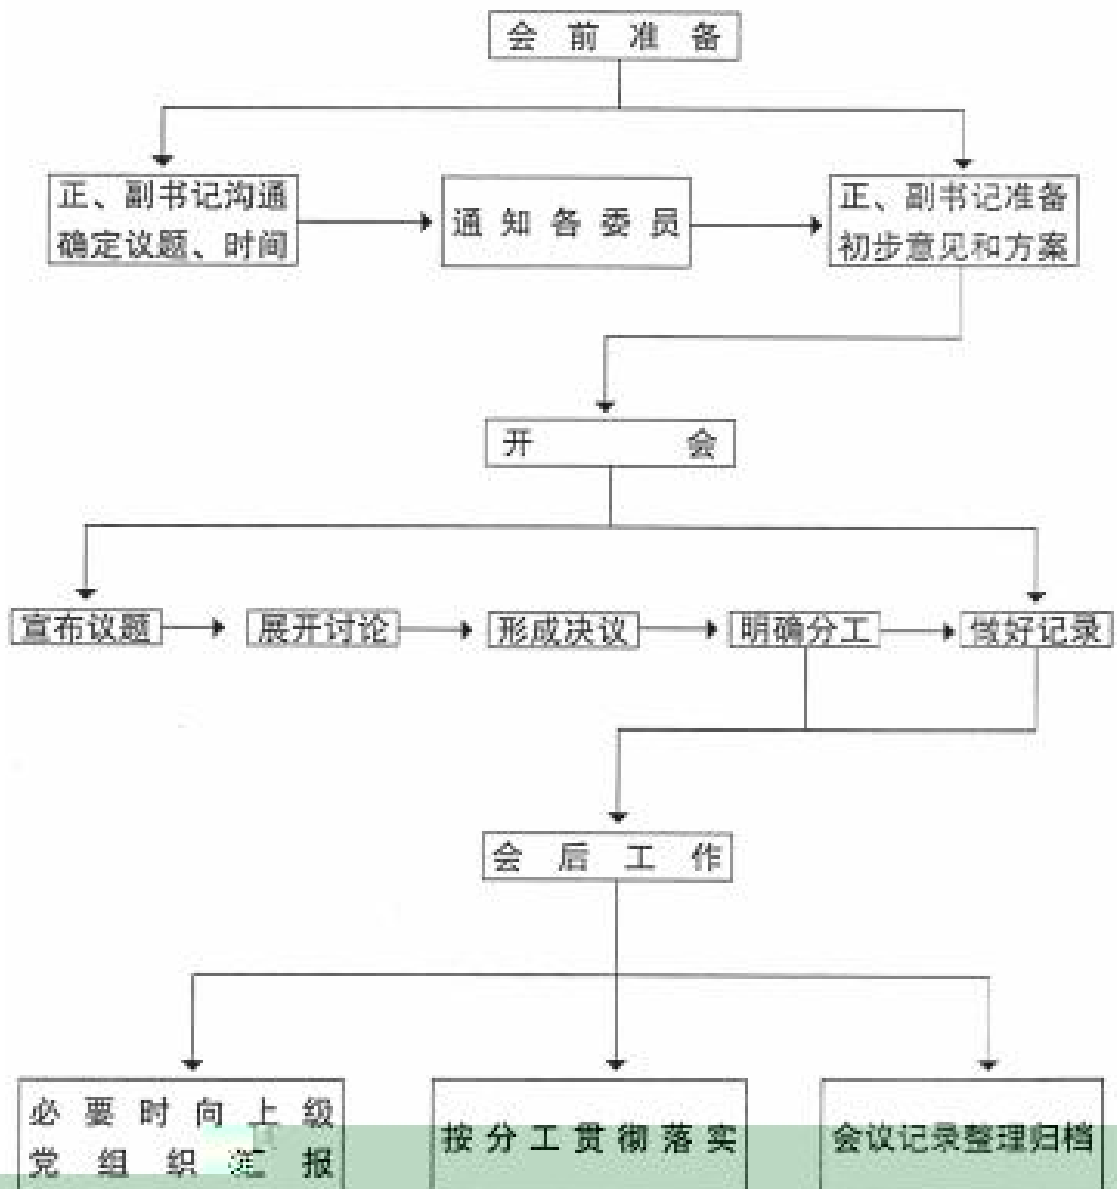 会前准备
正、副书记沟通
确定议题、时间
通知各委员
正、副书记准备
初步意见和方案
开会
宣布议题
展开讨论
形成决议
明确分工
做好记录
会后工作
必要时向上级
党组织汇报
按分工贯彻落实
会议记录整理归档